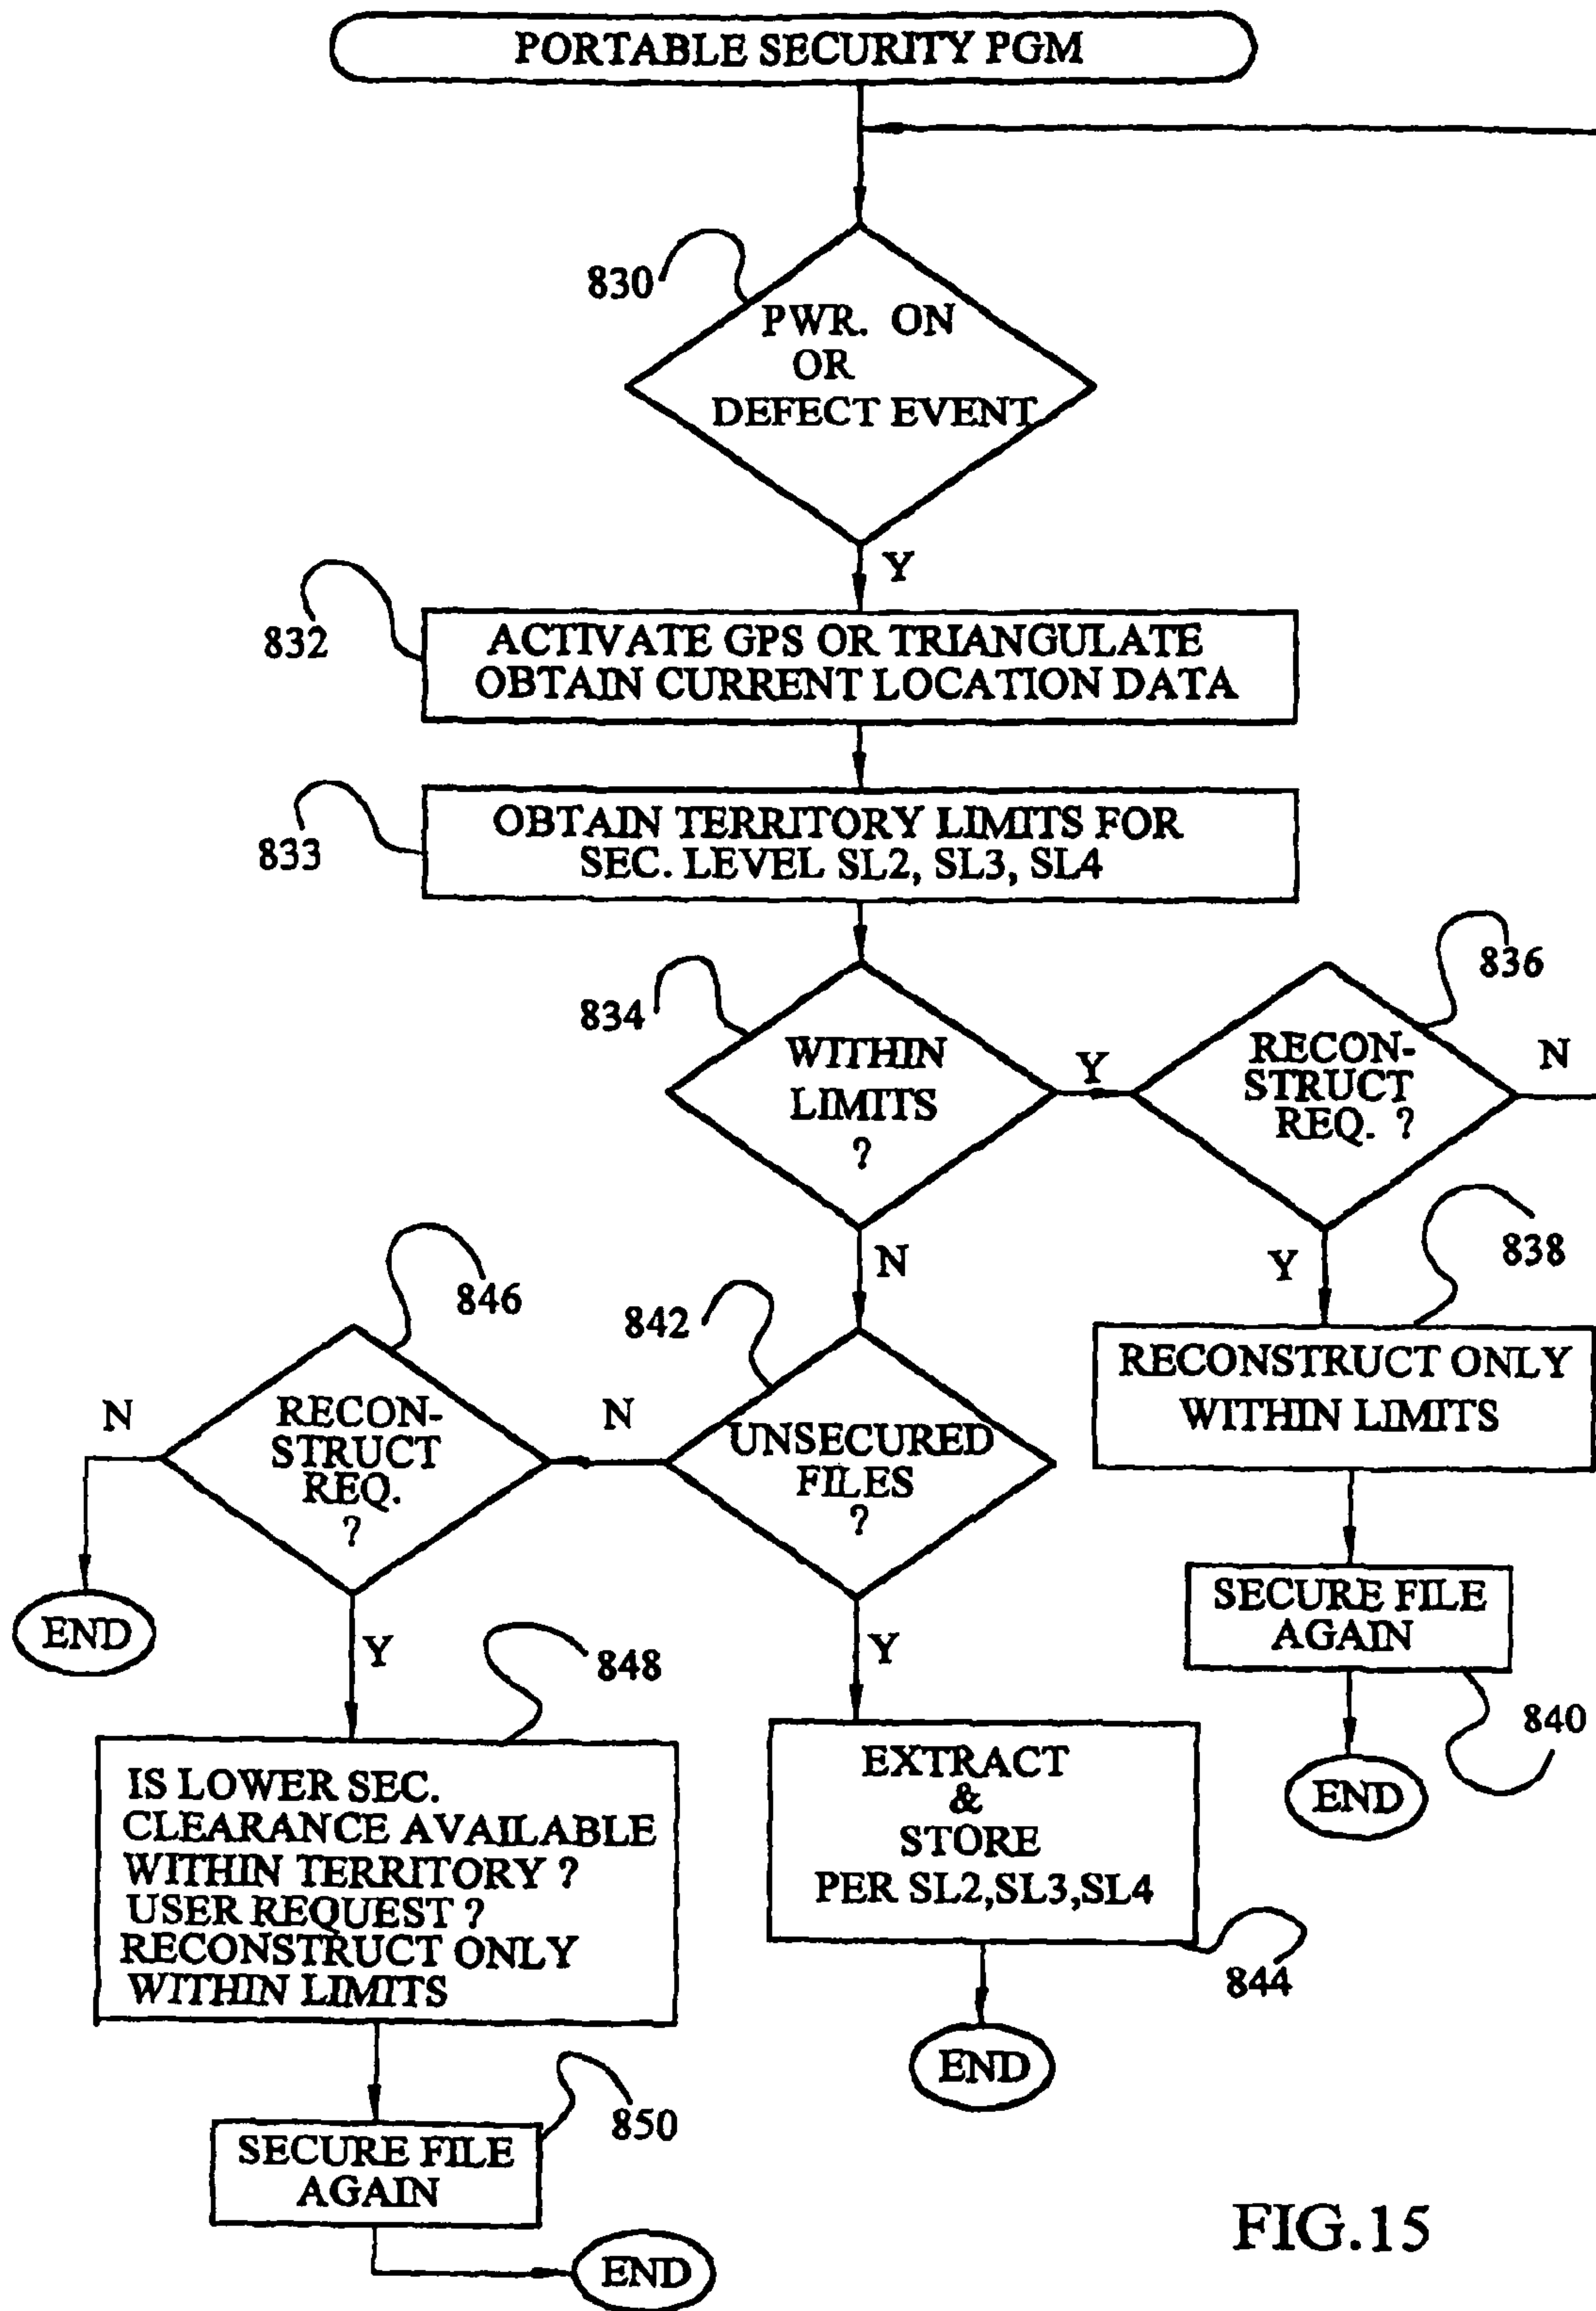 PORTABLE SECURITY PGM
830
PWR. ON
OR
DEFECT EVENT
Y
832
ACTIVATE GPS OR TRIANGULATE
OBTAIN CURRENT LOCATION DATA
833
OBTAIN TERRITORY LIMITS FOR
SEC. LEVEL SL2, SL3, SL4
834
WITHIN
LIMITS
?
Y
836
RECON-
STRUCT
REQ. ?
N
Y
838
RECONSTRUCT ONLY
WITHIN LIMITS
SECURE FILE
AGAIN
840
END
N
842
UNSECURED
FILES
?
N
846
RECON-
STRUCT
REQ.
?
N
END
Y
848
IS LOWER SEC.
CLEARANCE AVAILABLE
WITHIN TERRITORY ?
USER REQUEST ?
RECONSTRUCT ONLY
WITHIN LIMITS
850
SECURE FILE
AGAIN
END
Y
EXTRACT
&
STORE
PER SL2,SL3,SL4
844
END
FIG.15